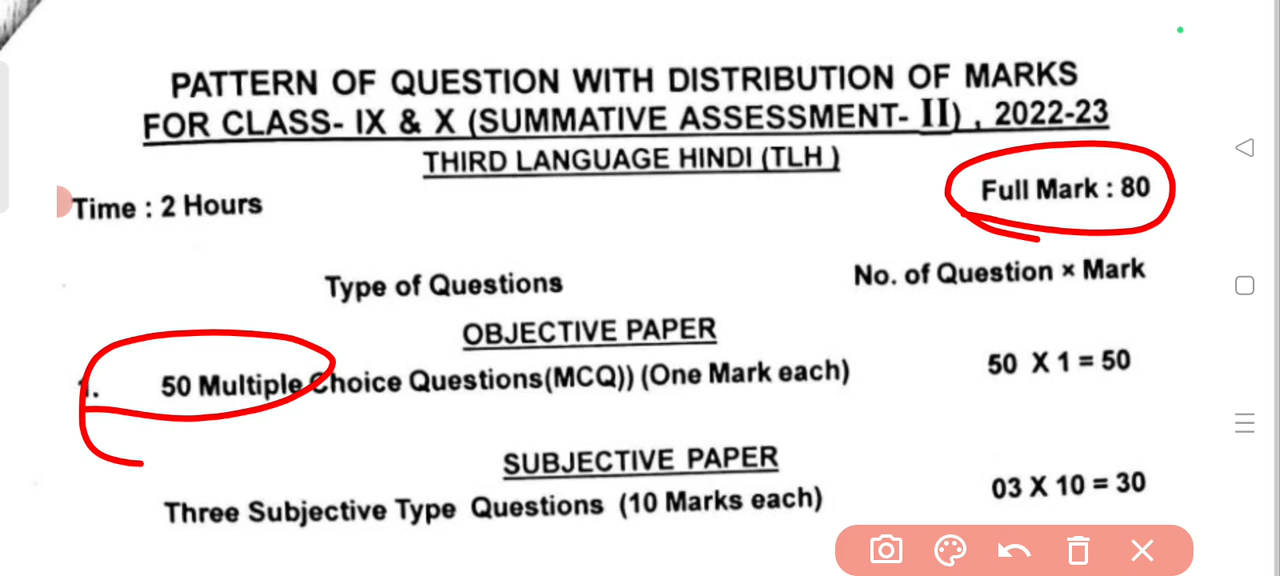 PATTERN OF QUESTION WITH DISTRIBUTION OF MARKS
FOR CLASS- IX & X (SUMMATIVE ASSESSMENT- II) , 2022-23
THIRD LANGUAGE HINDI (TLH )
Time : 2 Hours
Full Mark : 80
Type of Questions
No. of Question × Mark
OBJECTIVE PAPER
1. 50 Multiple Choice Questions(MCQ)) (One Mark each) 50 X 1 = 50
SUBJECTIVE PAPER
Three Subjective Type Questions (10 Marks each) 03 X 10 = 30